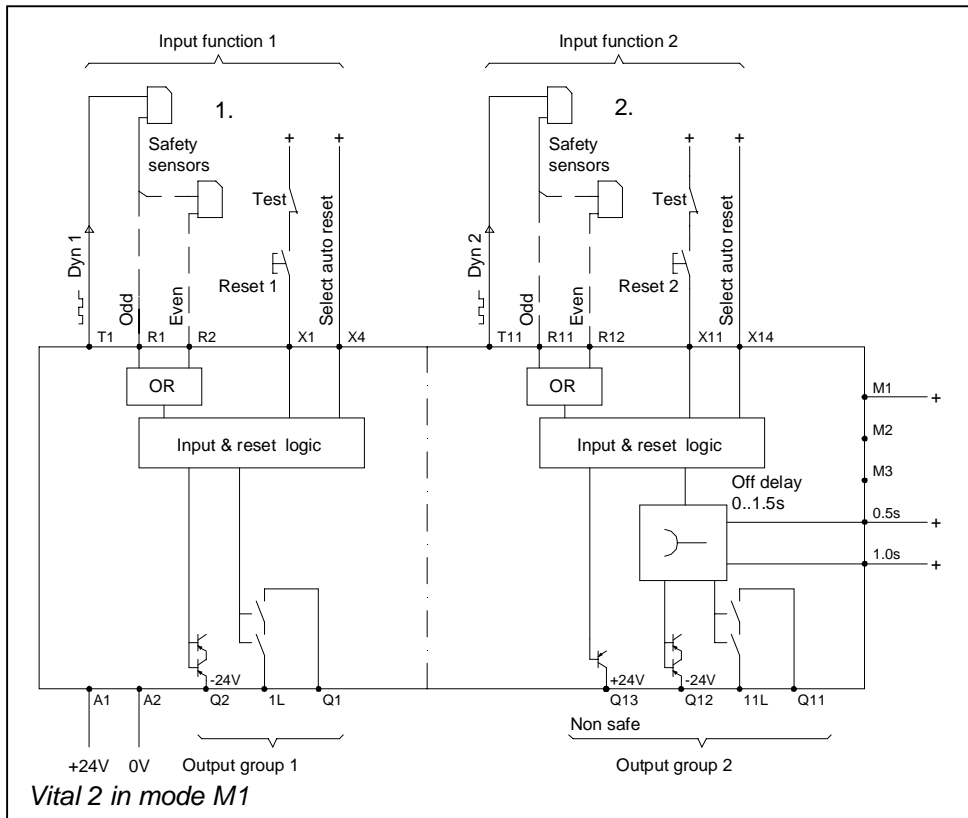 Input function 1
Input function 2
1.
2.
Safety
sensors
+
+
+
+
Test
Test
Select auto reset
Select auto reset
Dyn 1
Dyn 2
Odd
Even
Odd
Even
Reset 1
Reset 2
T1
R1
R2
X1
X4
T11
R11
R12
X11
X14
OR
OR
M1
+
Input & reset logic
Input & reset logic
M2
M3
Off delay
0..1.5s
0.5s
+
1.0s
+
-24V
+24V
-24V
A1
A2
Q2
1L
Q1
Q13
Q12
11L
Q11
Non safe
+24V
0V
Output group 1
Output group 2
Vital 2 in mode M1